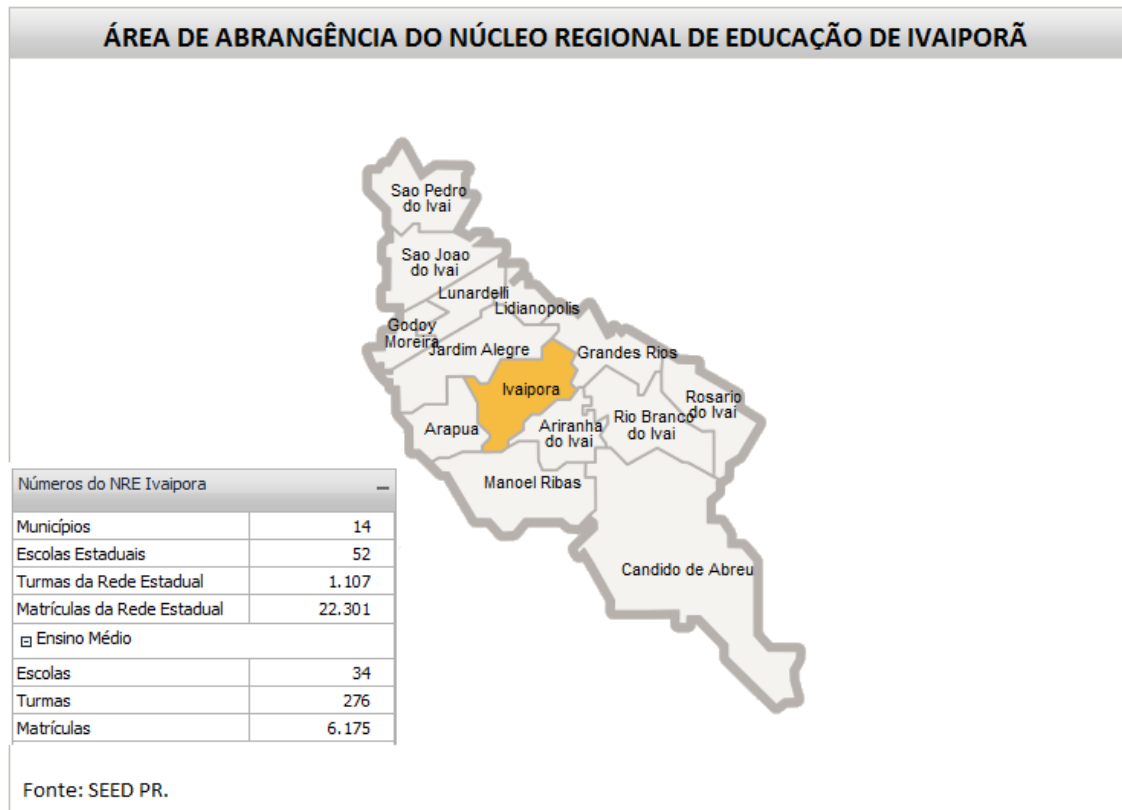 ÁREA DE ABRANGÊNCIA DO NÚCLEO REGIONAL DE EDUCAÇÃO DE IVAIPORÃ
Sao Pedro
do Ivai
Sao Joao
do Ivai
Lunardelli
Lidianopolis
Godoy
Moreira
Jardim Alegre
Grandes Rios
Ivaipora
Rosario
do Ivai
Arapua
Ariranha
do Ivai
Rio Branco
do Ivai
Manoel Ribas
Candido de Abreu
Números do NRE Ivaipora
Municípios 14
Escolas Estaduais 52
Turmas da Rede Estadual 1.107
Matrículas da Rede Estadual 22.301
Ensino Médio
Escolas 34
Turmas 276
Matrículas 6.175
Fonte: SEED PR.